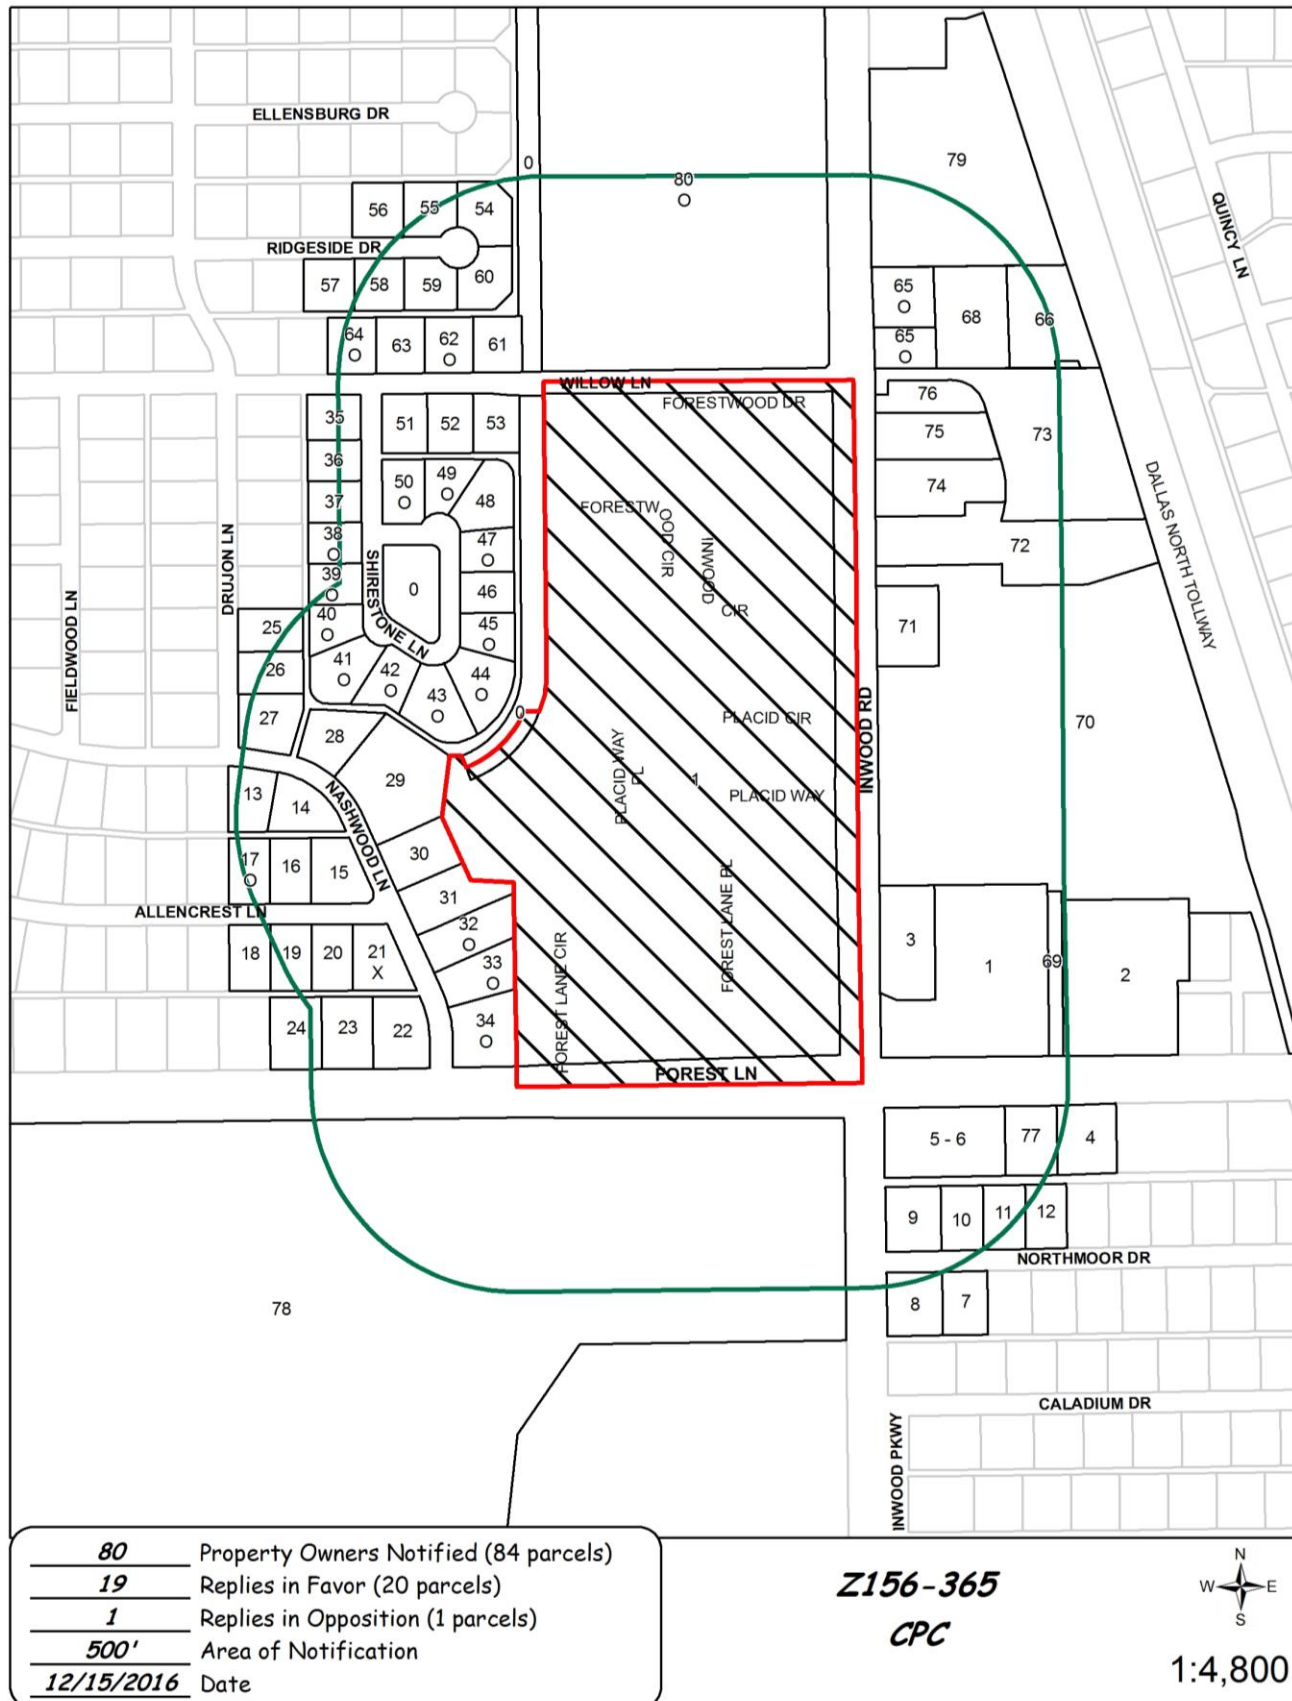 ELLENSBURG DR
0
80
O
79
QUINCY LN
56
55
54
RIDGESIDE DR
57
58
59
60
65
O
68
66
65
O
64
O
63
62
O
61
WILLOW LN
FORESTWOOD DR
76
75
73
74
72
71
DALLAS NORTH TOLLWAY
35
36
37
38
O
39
O
40
O
51
52
53
50
O
49
O
48
47
O
46
45
O
44
O
43
O
42
O
41
O
0
SHIRESTONE LN
DRUJON LN
FIELDWOOD LN
FORESTWOOD CIR
INWOOD CIR
25
26
27
28
29
0
PLACID CIR
PLACID WAY PL
1
PLACID WAY
INWOOD RD
70
13
14
NASHWOOD LN
17
O
16
15
30
31
32
O
33
O
34
O
ALLENCREST LN
18
19
20
21
X
24
23
22
FOREST LANE CIR
FOREST LANE PL
FOREST LN
3
1
69
2
5 - 6
77
4
9
10
11
12
NORTHMOOR DR
8
7
78
CALADIUM DR
INWOOD PKWY
80 Property Owners Notified (84 parcels)
19 Replies in Favor (20 parcels)
1 Replies in Opposition (1 parcels)
500' Area of Notification
12/15/2016 Date
Z156-365
CPC
N
W E
S
1:4,800